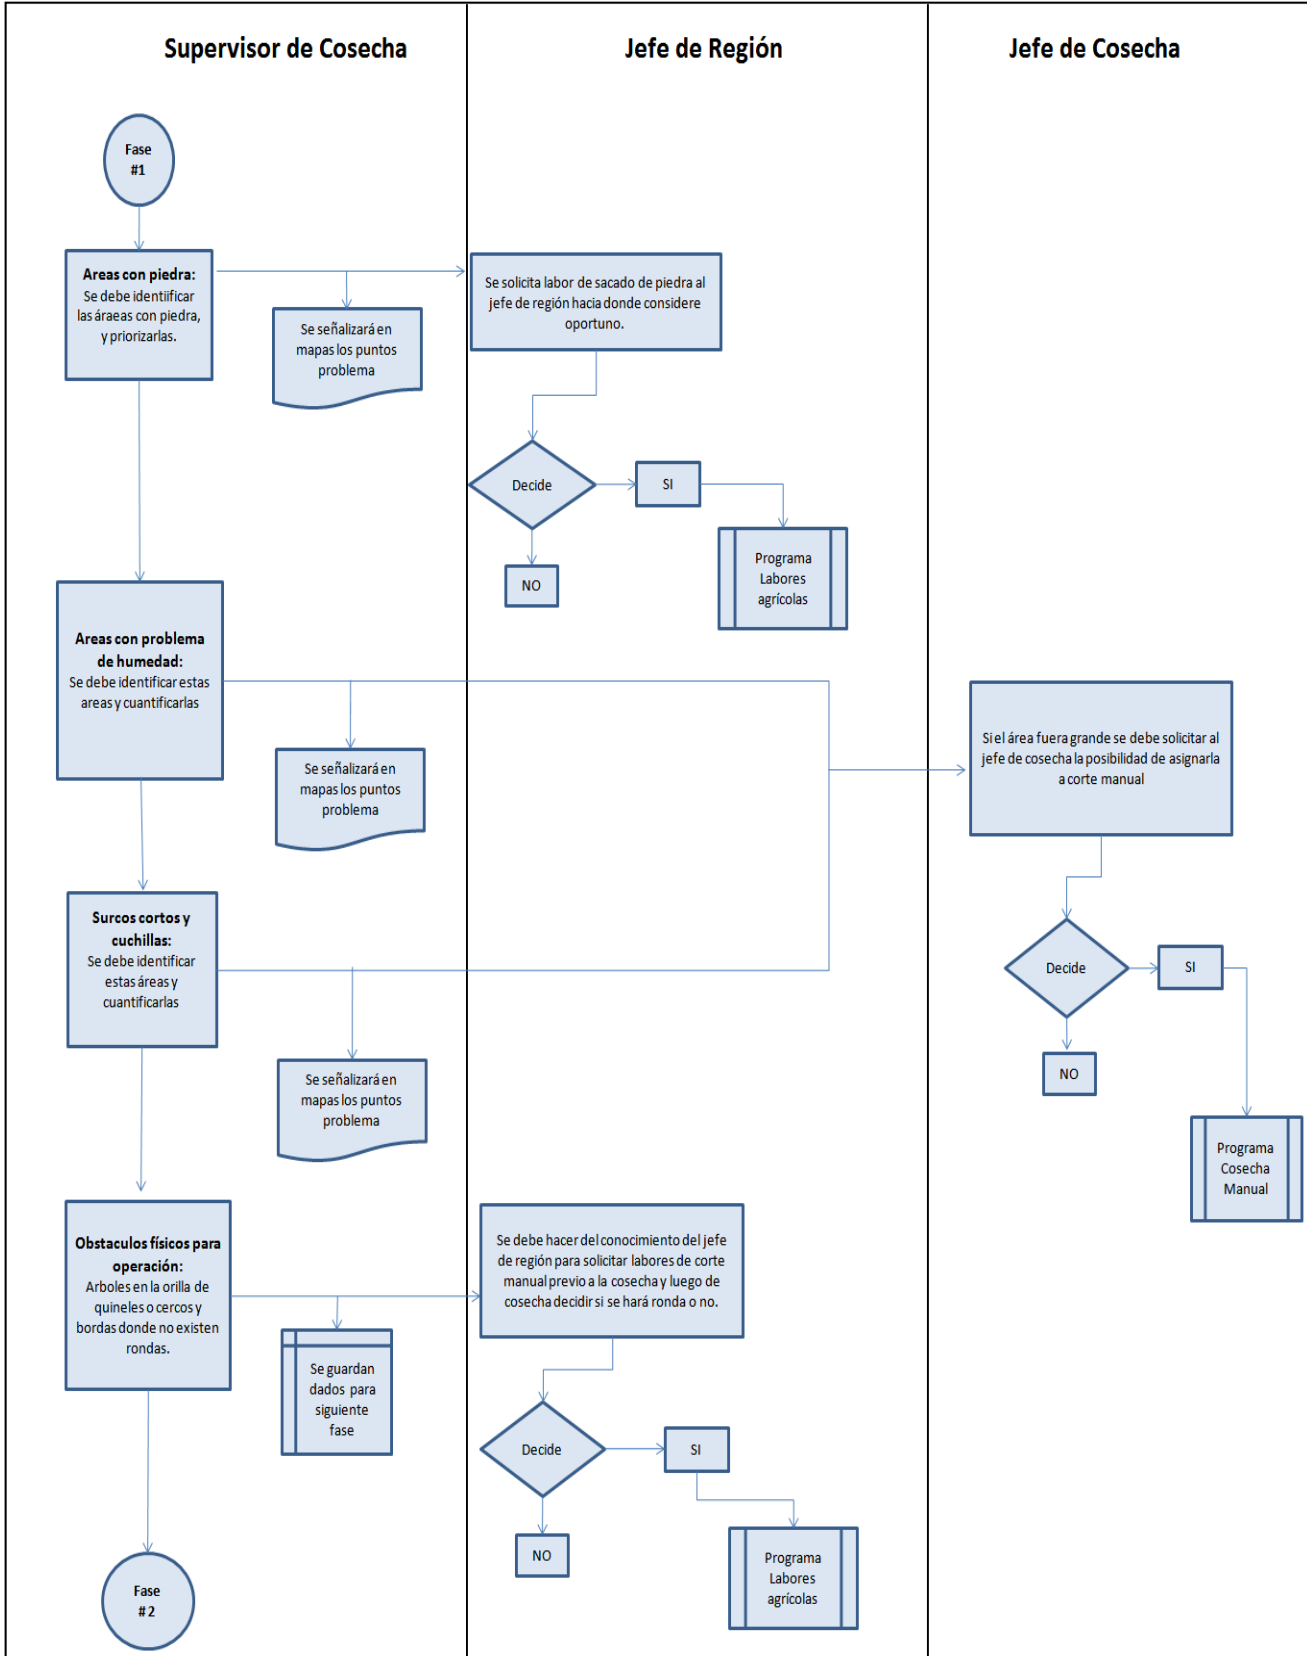 Supervisor de Cosecha
Jefe de Región
Jefe de Cosecha
Fase
#1
Areas con piedra:
Se debe identiificar
las áraeas con piedra,
y priorizarlas.
Se señalizará en
mapas los puntos
problema
Se solicita labor de sacado de piedra al
jefe de región hacia donde considere
oportuno.
Decide
SI
NO
Programa
Labores
agrícolas
Areas con problema
de humedad:
Se debe identificar estas
areas y cuantificarlas
Se señalizará en
mapas los puntos
problema
Si el área fuera grande se debe solicitar al
jefe de cosecha la posibilidad de asignarla
a corte manual
Decide
SI
NO
Programa
Cosecha
Manual
Surcos cortos y
cuchillas:
Se debe identificar
estas áreas y
cuantificarlas
Se señalizará en
mapas los puntos
problema
Obstaculos físicos para
operación:
Arboles en la orilla de
quineles o cercos y
bordas donde no existen
rondas.
Se guardan
dados para
siguiente
fase
Se debe hacer del conocimiento del jefe
de región para solicitar labores de corte
manual previo a la cosecha y luego de
cosecha decidir si se hará ronda o no.
Decide
SI
NO
Programa
Labores
agrícolas
Fase
# 2